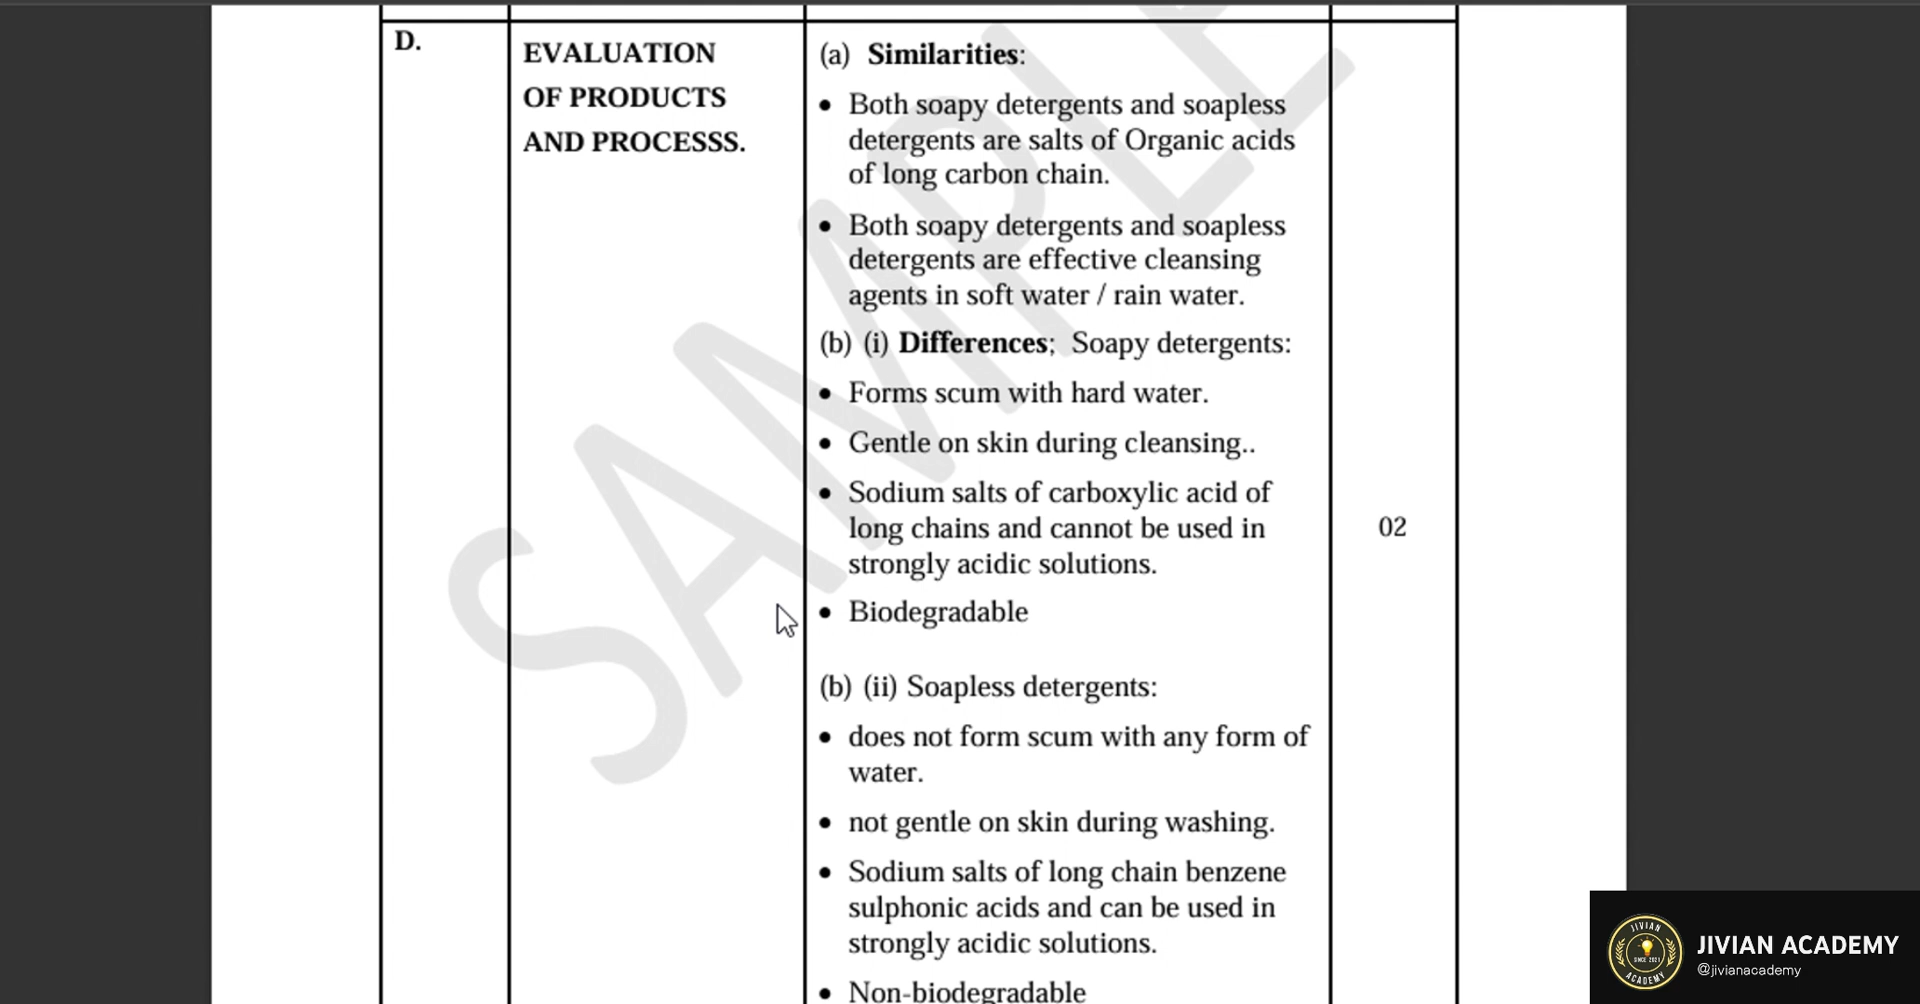 D.
EVALUATION
OF PRODUCTS
AND PROCESSS.
(a) Similarities:
• Both soapy detergents and soapless
detergents are salts of Organic acids
of long carbon chain.
• Both soapy detergents and soapless
detergents are effective cleansing
agents in soft water / rain water.
(b) (i) Differences; Soapy detergents:
• Forms scum with hard water.
• Gentle on skin during cleansing..
• Sodium salts of carboxylic acid of
long chains and cannot be used in
strongly acidic solutions.
• Biodegradable
(b) (ii) Soapless detergents:
• does not form scum with any form of
water.
• not gentle on skin during washing.
• Sodium salts of long chain benzene
sulphonic acids and can be used in
strongly acidic solutions.
• Non-biodegradable
02
SAMPLE
JIVIAN
SINCE 2021
ACADEMY
JIVIAN ACADEMY
@jivianacademy